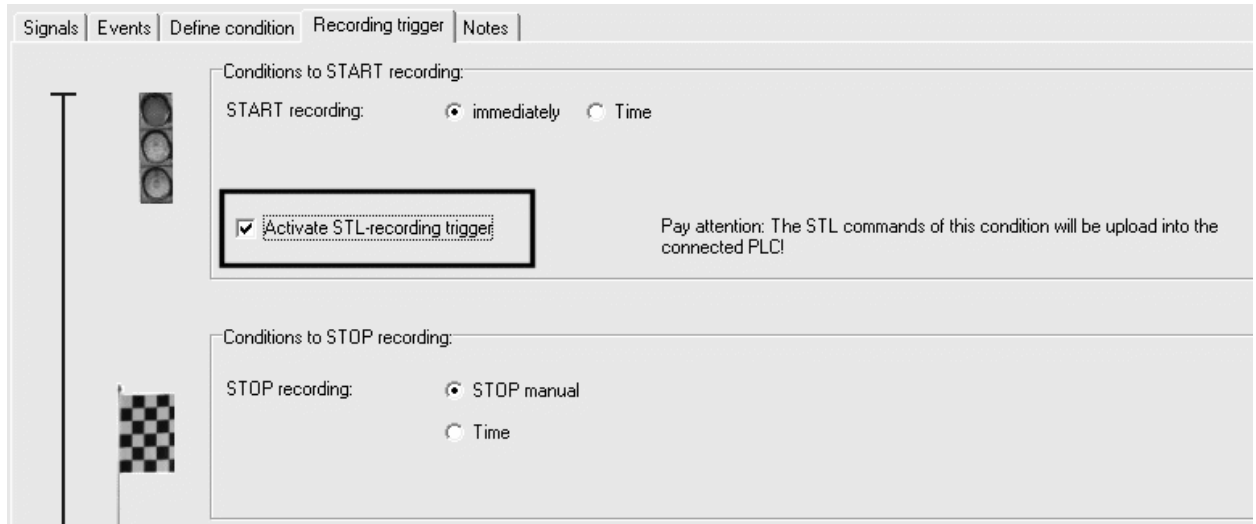 Signals Events Define condition Recording trigger Notes
Conditions to START recording:
START recording: immediately Time
Activate STL-recording trigger
Pay attention: The STL commands of this condition will be upload into the
connected PLC!
Conditions to STOP recording:
STOP recording: STOP manual
Time